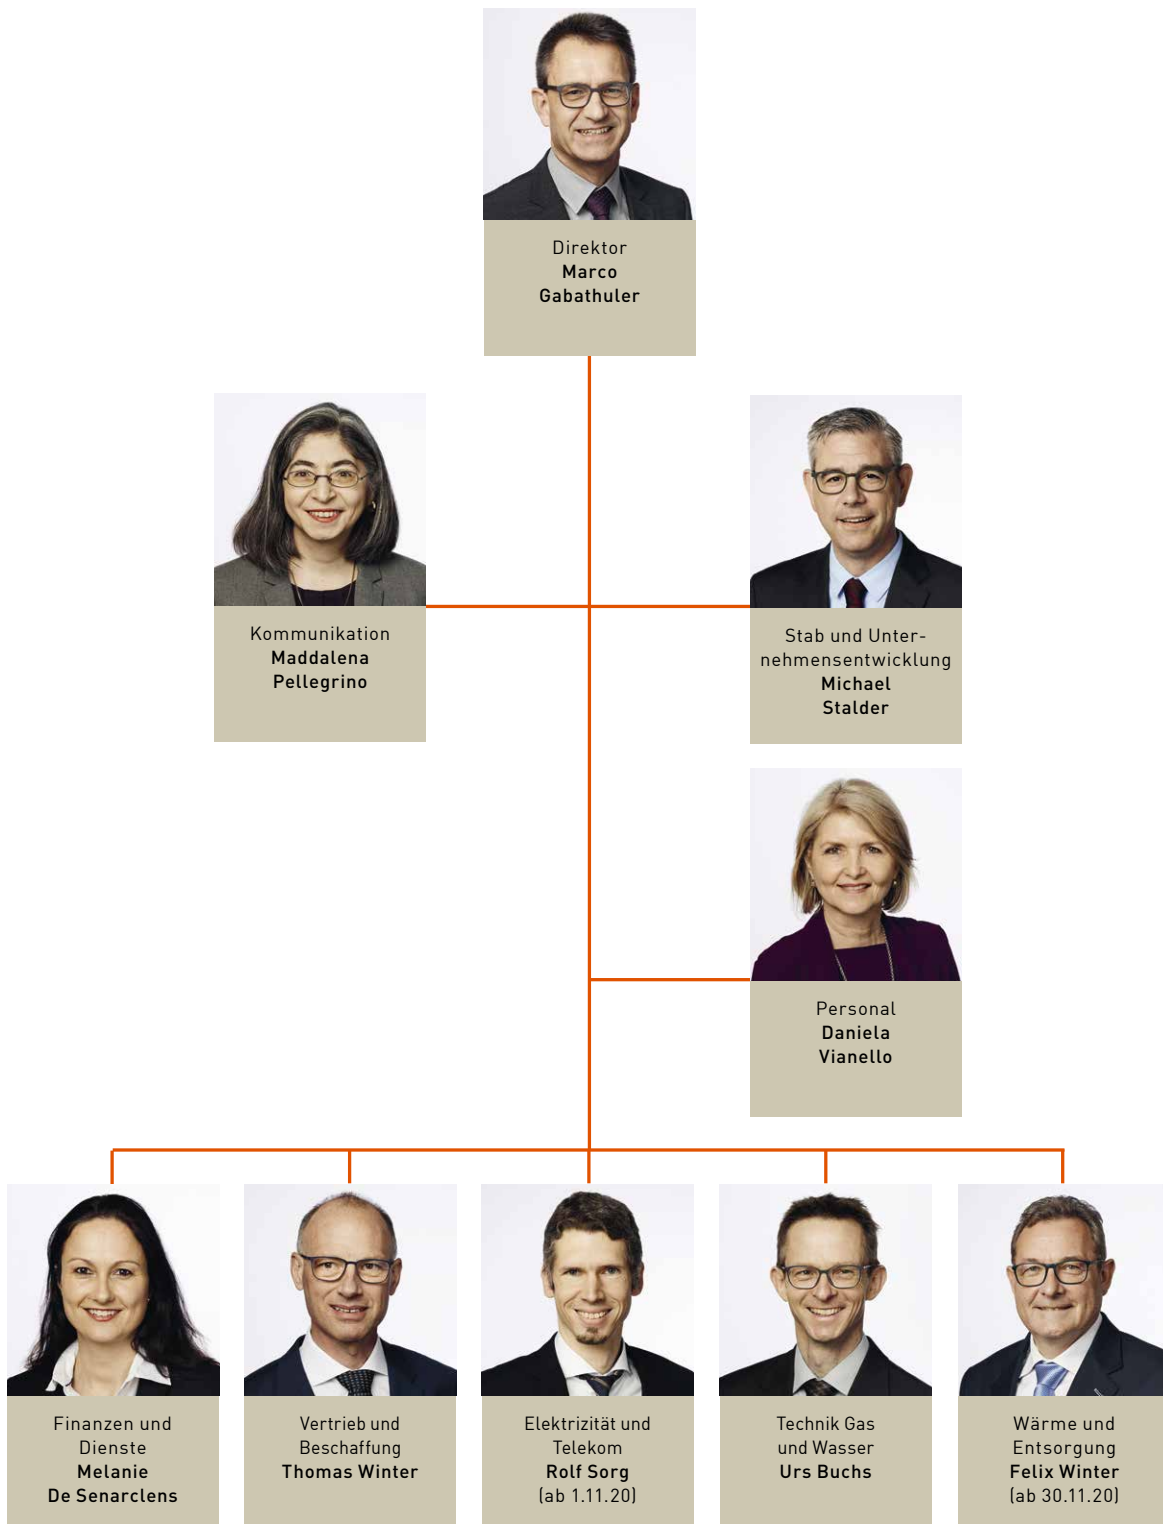 Direktor
Marco
Gabathuler
Kommunikation
Maddalena
Pellegrino
Stab und Unter-
nehmensentwicklung
Michael
Stalder
Personal
Daniela
Vianello
Finanzen und
Dienste
Melanie
De Senarclens
Vertrieb und
Beschaffung
Thomas Winter
Elektrizität und
Telekom
Rolf Sorg
(ab 1.11.20)
Technik Gas
und Wasser
Urs Buchs
Wärme und
Entsorgung
Felix Winter
(ab 30.11.20)